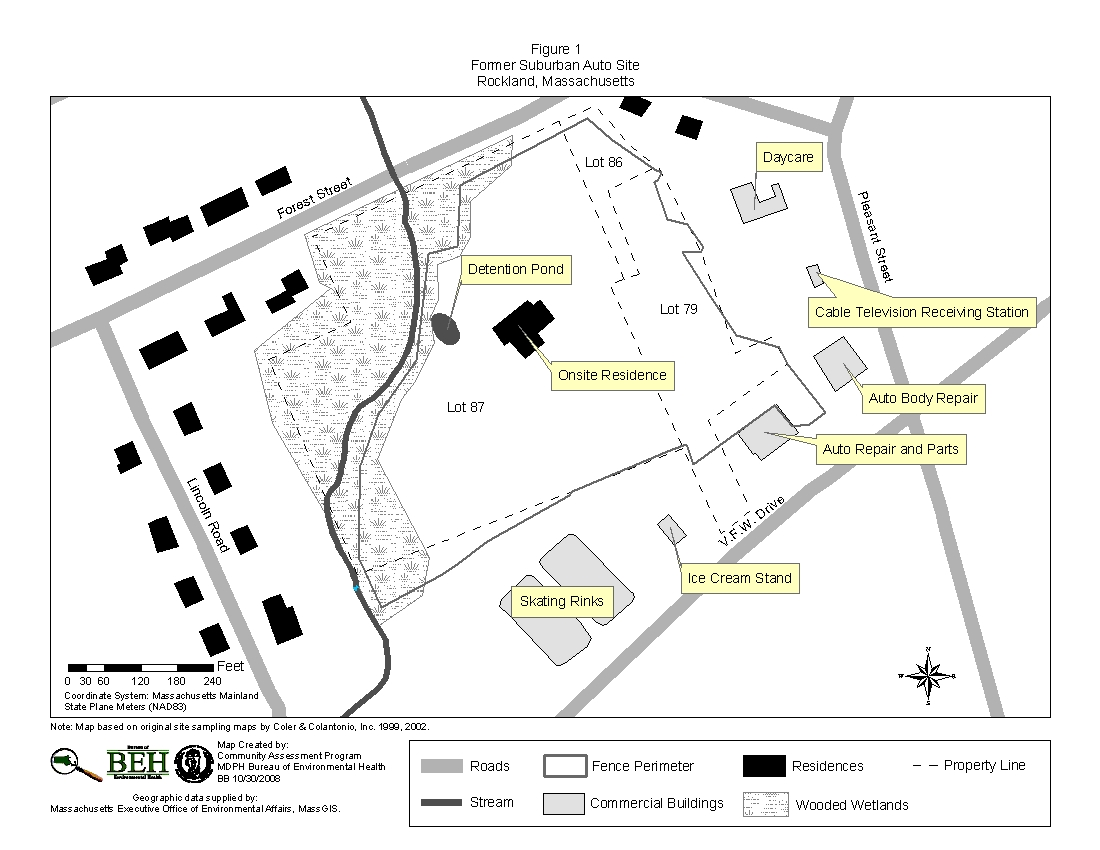 Figure 1
Former Suburban Auto Site
Rockland, Massachusetts
Lot 86
Daycare
Forest Street
Pleasant Street
Detention Pond
Lot 79
Cable Television Receiving Station
Onsite Residence
Auto Body Repair
Lot 87
Auto Repair and Parts
Lincoln Road
V.F.W. Drive
Ice Cream Stand
Skating Rinks
Feet
0 30 60 120 180 240
Coordinate System: Massachusetts Mainland
State Plane Meters (NAD83)
N
W E
S
Note: Map based on original site sampling maps by Coler & Colantonio, Inc. 1999, 2002.
Bureau of
BEH
Environmental Health
Map Created by:
Community Assessment Program
MDPH Bureau of Environmental Health
BB 10/30/2008
Geographic data supplied by:
Massachusetts Executive Office of Environmental Affairs, MassGIS.
Roads
Fence Perimeter
Residences
Property Line
Stream
Commercial Buildings
Wooded Wetlands